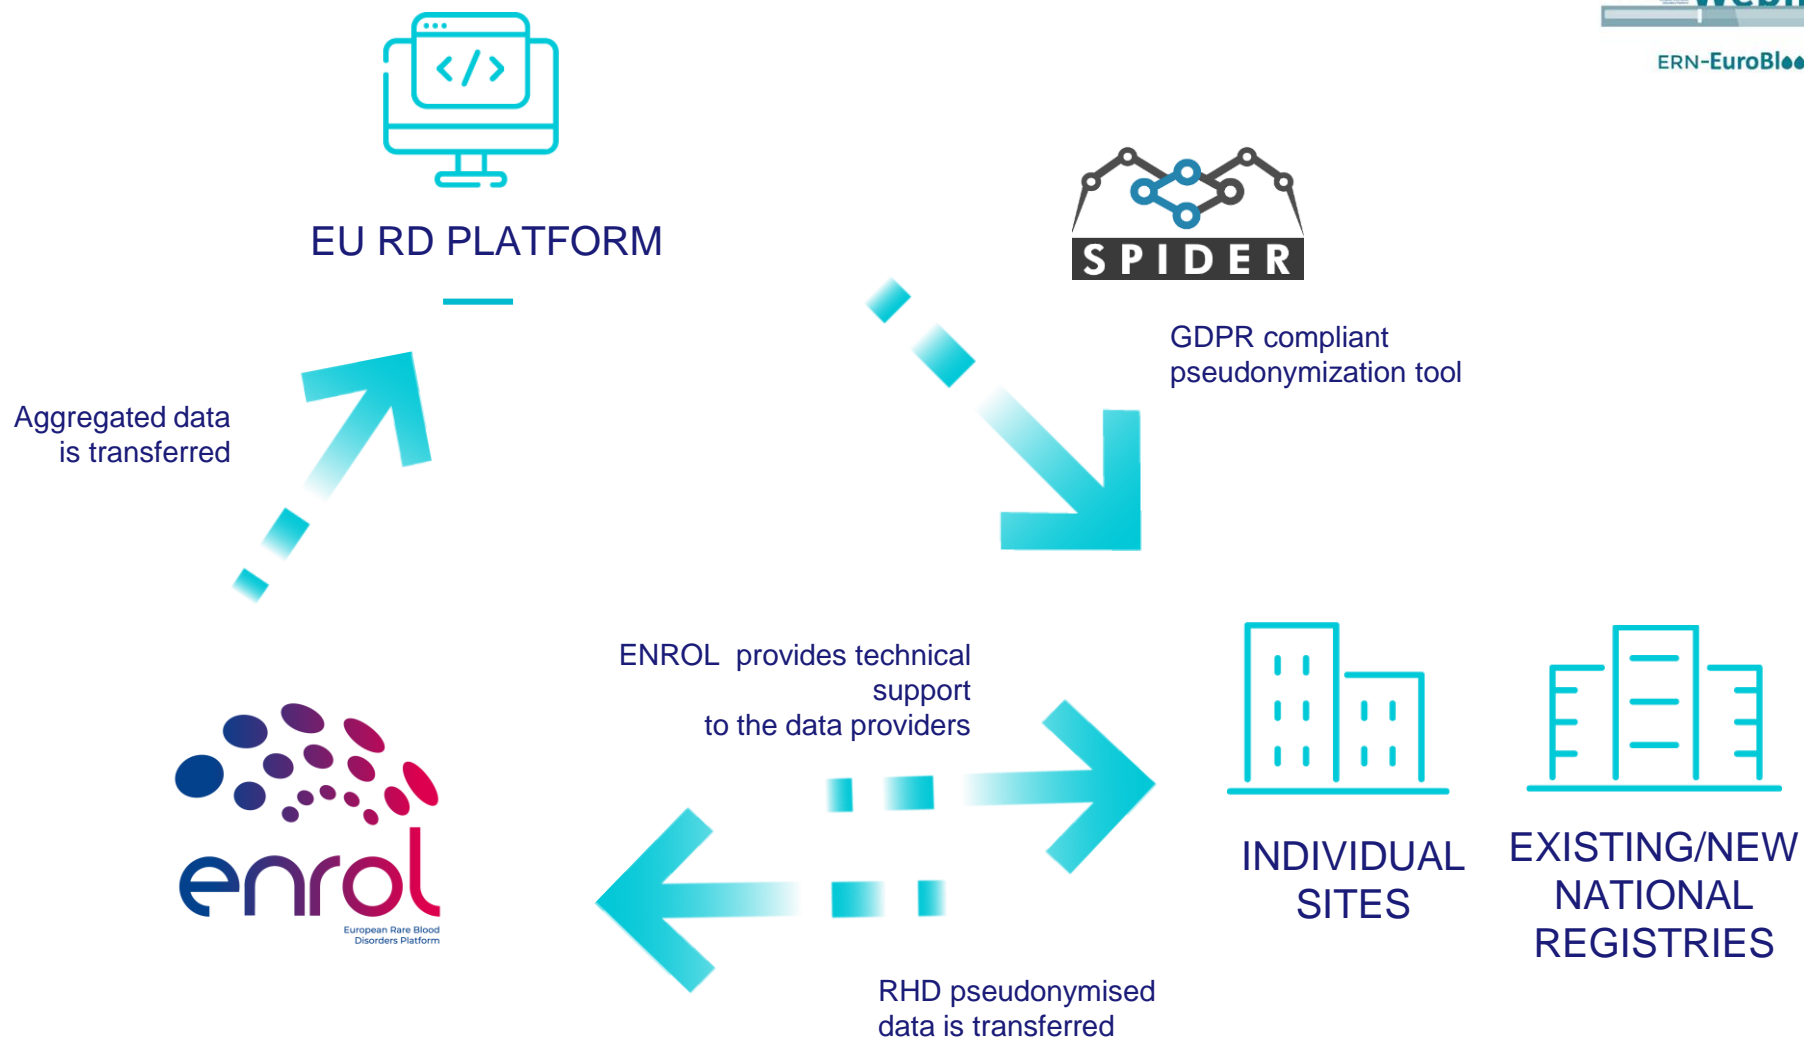 ERN-EuroBl
</>
EU RD PLATFORM
SPIDER
GDPR compliant
pseudonymization tool
Aggregated data
is transferred
ENROL provides technical
support
to the data providers
enrol
European Rare Blood
Disorders Platform
INDIVIDUAL
SITES
EXISTING/NEW
NATIONAL
REGISTRIES
RHD pseudonymised
data is transferred